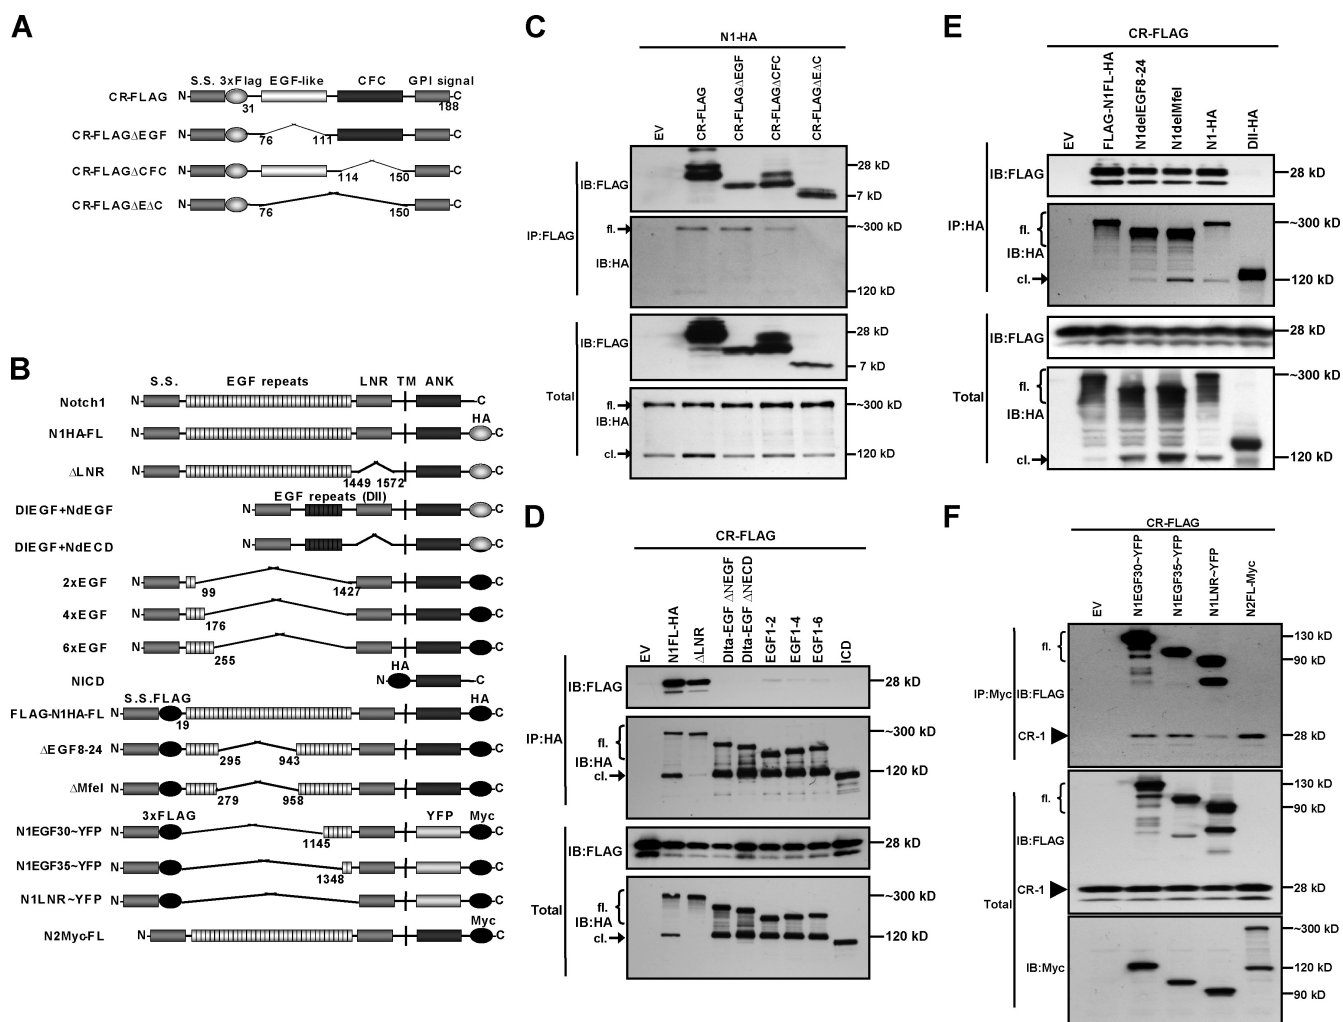 A
S.S. 3xFlag EGF-like CFC GPI signal
CR-FLAG N C
31 188
CR-FLAGΔEGF N C
76 111
CR-FLAGΔCFC N C
114 150
CR-FLAGΔEΔC N C
76 150
B
S.S. EGF repeats LNR TM ANK
Notch1 N C
HA
N1HA-FL N C
ΔLNR N C
1449 1572
EGF repeats (Dll)
DlEGF+NdEGF N C
DlEGF+NdECD N C
2xEGF N C
99 1427
4xEGF N C
176
6xEGF N C
255
HA
NICD N C
S.S.FLAG HA
FLAG-N1HA-FL N C
19
ΔEGF8-24 N C
295 943
ΔMfeI N C
279 958
3xFLAG YFP Myc
N1EGF30~YFP N C
1145
N1EGF35~YFP N C
1348
N1LNR~YFP N C
Myc
N2Myc-FL N C
C
N1-HA
EV
CR-FLAG
CR-FLAGΔEGF
CR-FLAGΔCFC
CR-FLAGΔEΔC
IP:FLAG
IB:FLAG
28 kD
7 kD
fl.
IB:HA
~300 kD
120 kD
Total
IB:FLAG
28 kD
7 kD
fl.
IB:HA
cl.
~300 kD
120 kD
D
CR-FLAG
EV
N1FL-HA
ΔLNR
Dlta-EGF ΔNEGF
Dlta-EGF ΔNECD
EGF1-2
EGF1-4
EGF1-6
ICD
IP:HA
IB:FLAG
28 kD
fl.
IB:HA
cl.
~300 kD
120 kD
Total
IB:FLAG
28 kD
fl.
IB:HA
cl.
~300 kD
120 kD
E
CR-FLAG
EV
FLAG-N1FL-HA
N1delEGF8-24
N1delMfeI
N1-HA
Dll-HA
IP:HA
IB:FLAG
28 kD
fl.
IB:HA
cl.
~300 kD
120 kD
Total
IB:FLAG
28 kD
fl.
IB:HA
cl.
~300 kD
120 kD
F
CR-FLAG
EV
N1EGF30~YFP
N1EGF35~YFP
N1LNR~YFP
N2FL-Myc
IP:Myc
fl.
IB:FLAG
CR-1
130 kD
90 kD
28 kD
Total
fl.
IB:FLAG
CR-1
130 kD
90 kD
28 kD
IB:Myc
~300 kD
120 kD
90 kD